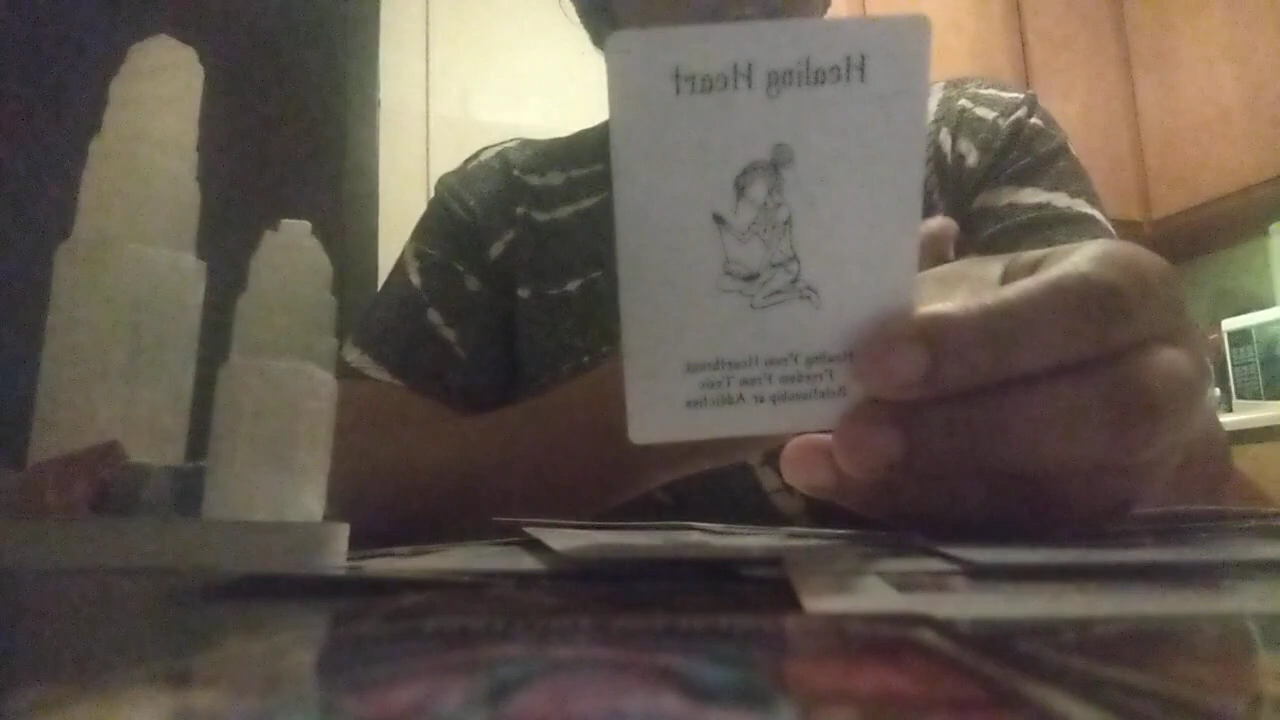 Healing Heart
Healing From Heartbreak
Freedom From Toxic
Relationship or Addiction